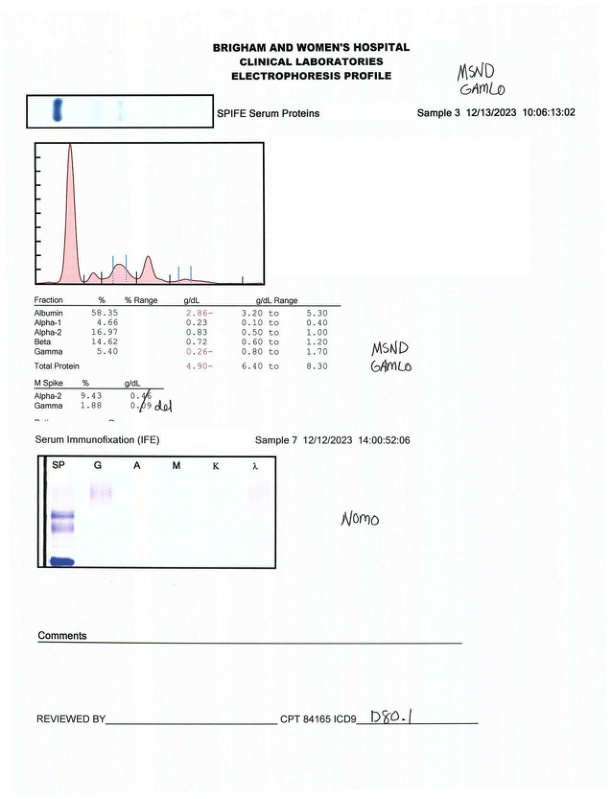 BRIGHAM AND WOMEN'S HOSPITAL
CLINICAL LABORATORIES
ELECTROPHORESIS PROFILE
MSND
GAMLO
SPIFE Serum Proteins Sample 3 12/13/2023 10:06:13:02
Fraction % % Range g/dL g/dL Range
Albumin 58.35 2.86- 3.20 to 5.30
Alpha-1 4.66 0.23 0.10 to 0.40
Alpha-2 16.97 0.83 0.50 to 1.00
Beta 14.62 0.72 0.60 to 1.20
Gamma 5.40 0.26- 0.80 to 1.70
Total Protein 4.90- 6.40 to 8.30
MSND
GAMLO
M Spike % g/dL
Alpha-2 9.43 0.46
Gamma 1.88 0.09 del
Serum Immunofixation (IFE) Sample 7 12/12/2023 14:00:52:06
SP G A M K λ
NOMO
Comments
REVIEWED BY CPT 84165 ICD9 D80.1